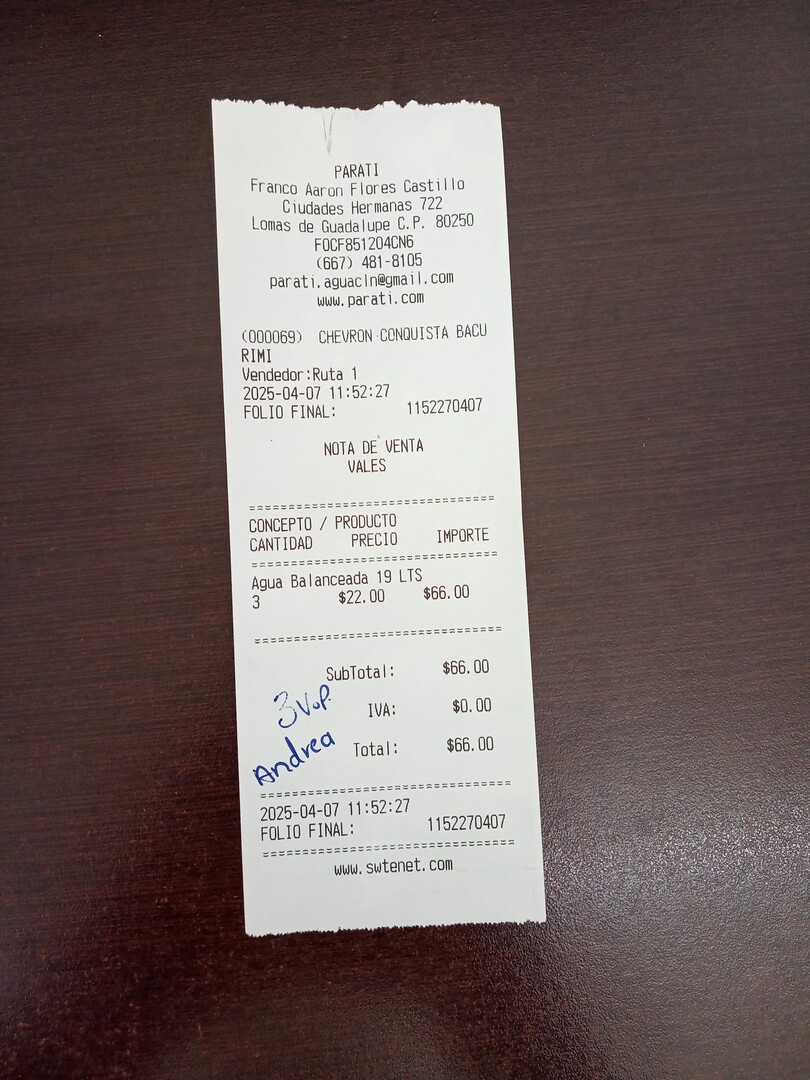 PARATI
Franco Aaron Flores Castillo
Ciudades Hermanas 722
Lomas de Guadalupe C.P. 80250
FOCF851204CN6
(667) 481-8105
parati.aguacln@gmail.com
www.parati.com
(000069) CHEVRON CONQUISTA BACU
RIMI
Vendedor:Ruta 1
2025-04-07 11:52:27
FOLIO FINAL: 1152270407
NOTA DE VENTA
VALES
==================================
CONCEPTO / PRODUCTO
CANTIDAD PRECIO IMPORTE
==================================
Agua Balanceada 19 LTS
3 $22.00 $66.00
==================================
SubTotal: $66.00
3 VoP.
IVA: $0.00
Andrea
Total: $66.00
==================================
2025-04-07 11:52:27
FOLIO FINAL: 1152270407
==================================
www.swtenet.com